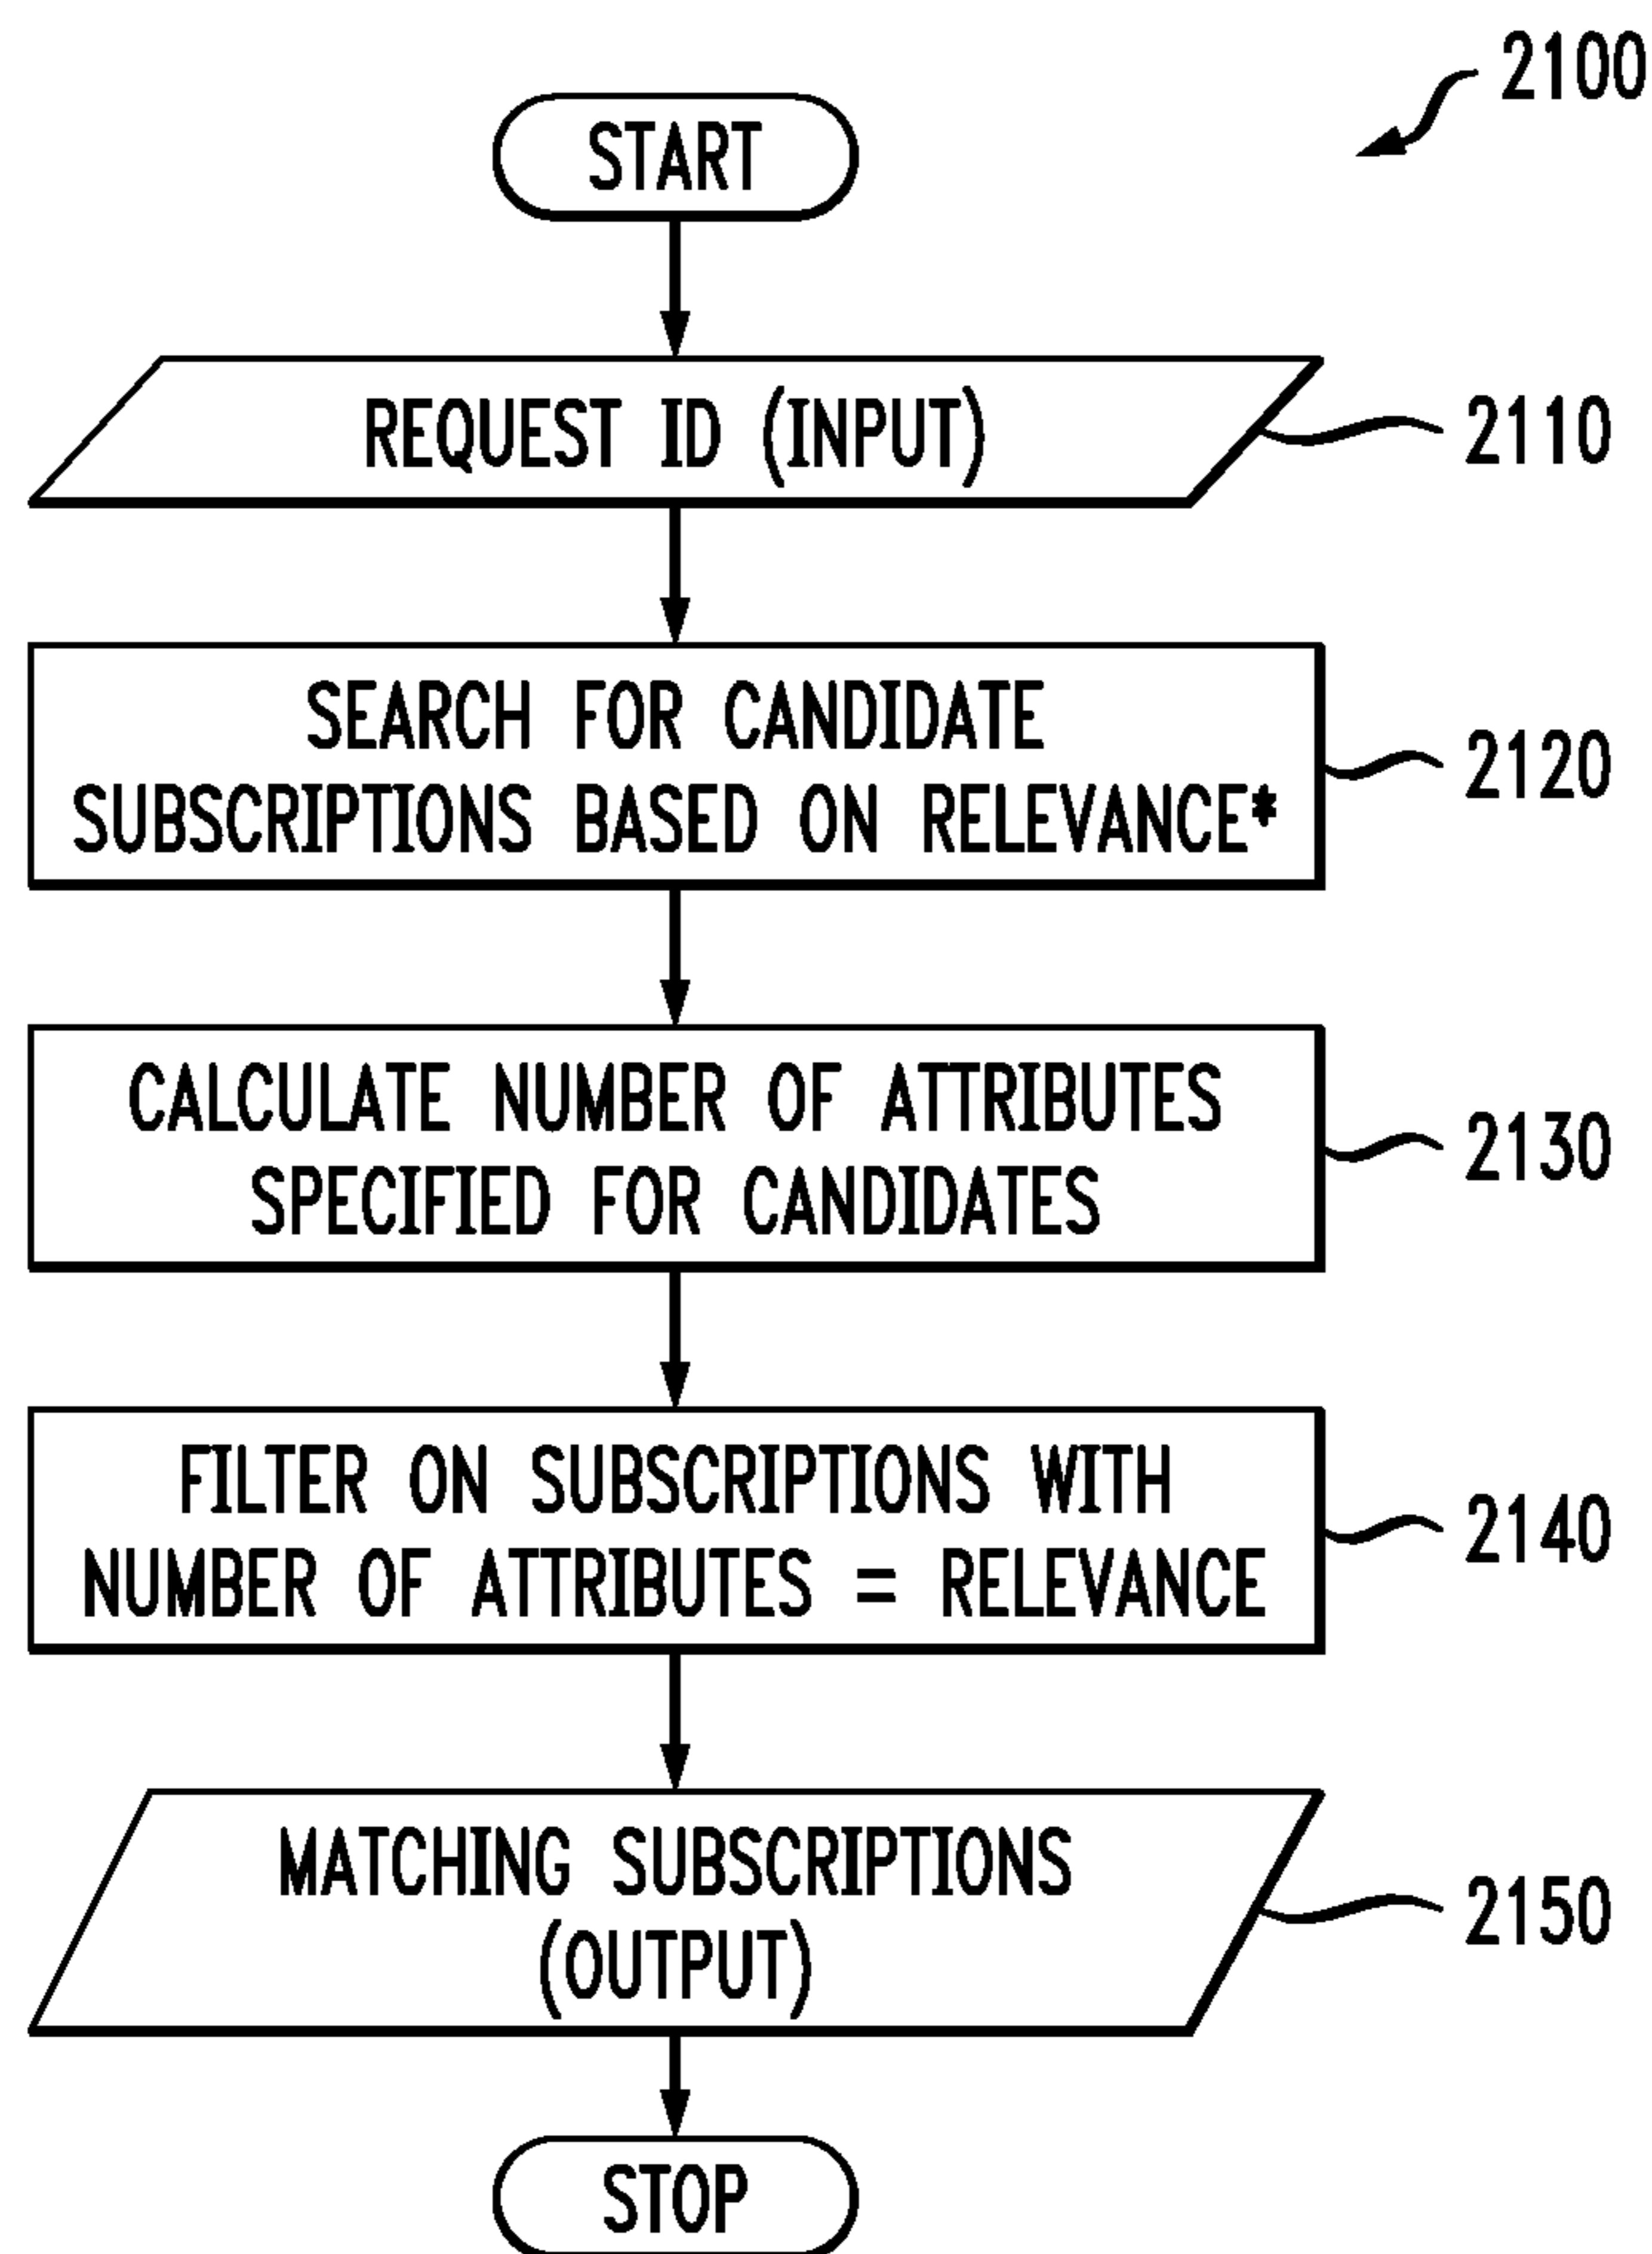 2100
START
REQUEST ID (INPUT)
2110
SEARCH FOR CANDIDATE
SUBSCRIPTIONS BASED ON RELEVANCE*
2120
CALCULATE NUMBER OF ATTRIBUTES
SPECIFIED FOR CANDIDATES
2130
FILTER ON SUBSCRIPTIONS WITH
NUMBER OF ATTRIBUTES = RELEVANCE
2140
MATCHING SUBSCRIPTIONS
(OUTPUT)
2150
STOP